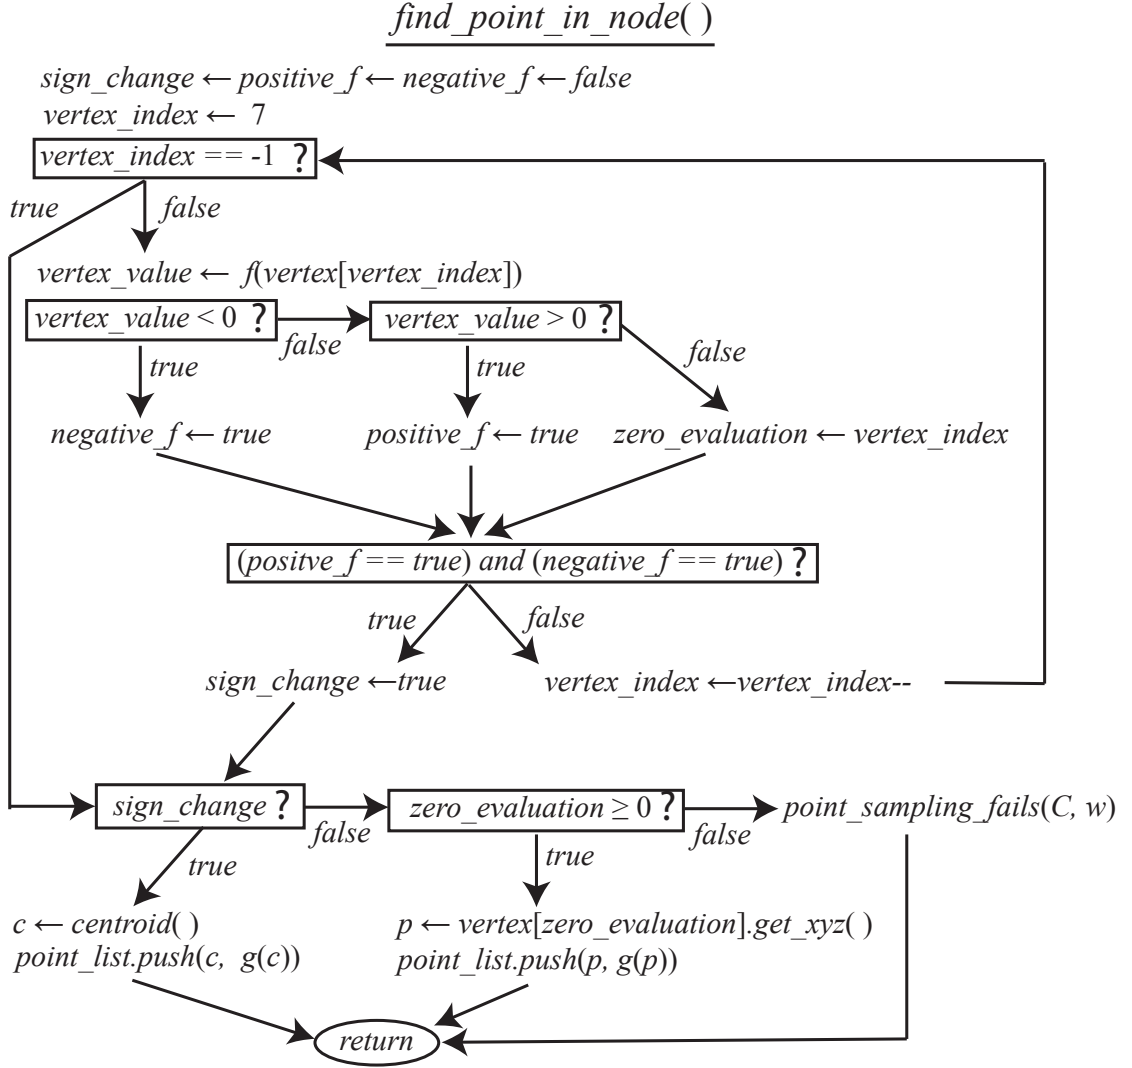 find_point_in_node( )
sign_change ← positive_f ← negative_f ← false
vertex_index ← 7
vertex_index == -1 ?
true
false
vertex_value ← f(vertex[vertex_index])
vertex_value < 0 ?
false
vertex_value > 0 ?
false
true
true
negative_f ← true
positive_f ← true
zero_evaluation ← vertex_index
(positve_f == true) and (negative_f == true) ?
true
false
sign_change ←true
vertex_index ←vertex_index--
sign_change ?
false
zero_evaluation ≥ 0 ?
false
point_sampling_fails(C, w)
true
true
c ← centroid( )
point_list.push(c, g(c))
p ← vertex[zero_evaluation].get_xyz( )
point_list.push(p, g(p))
return